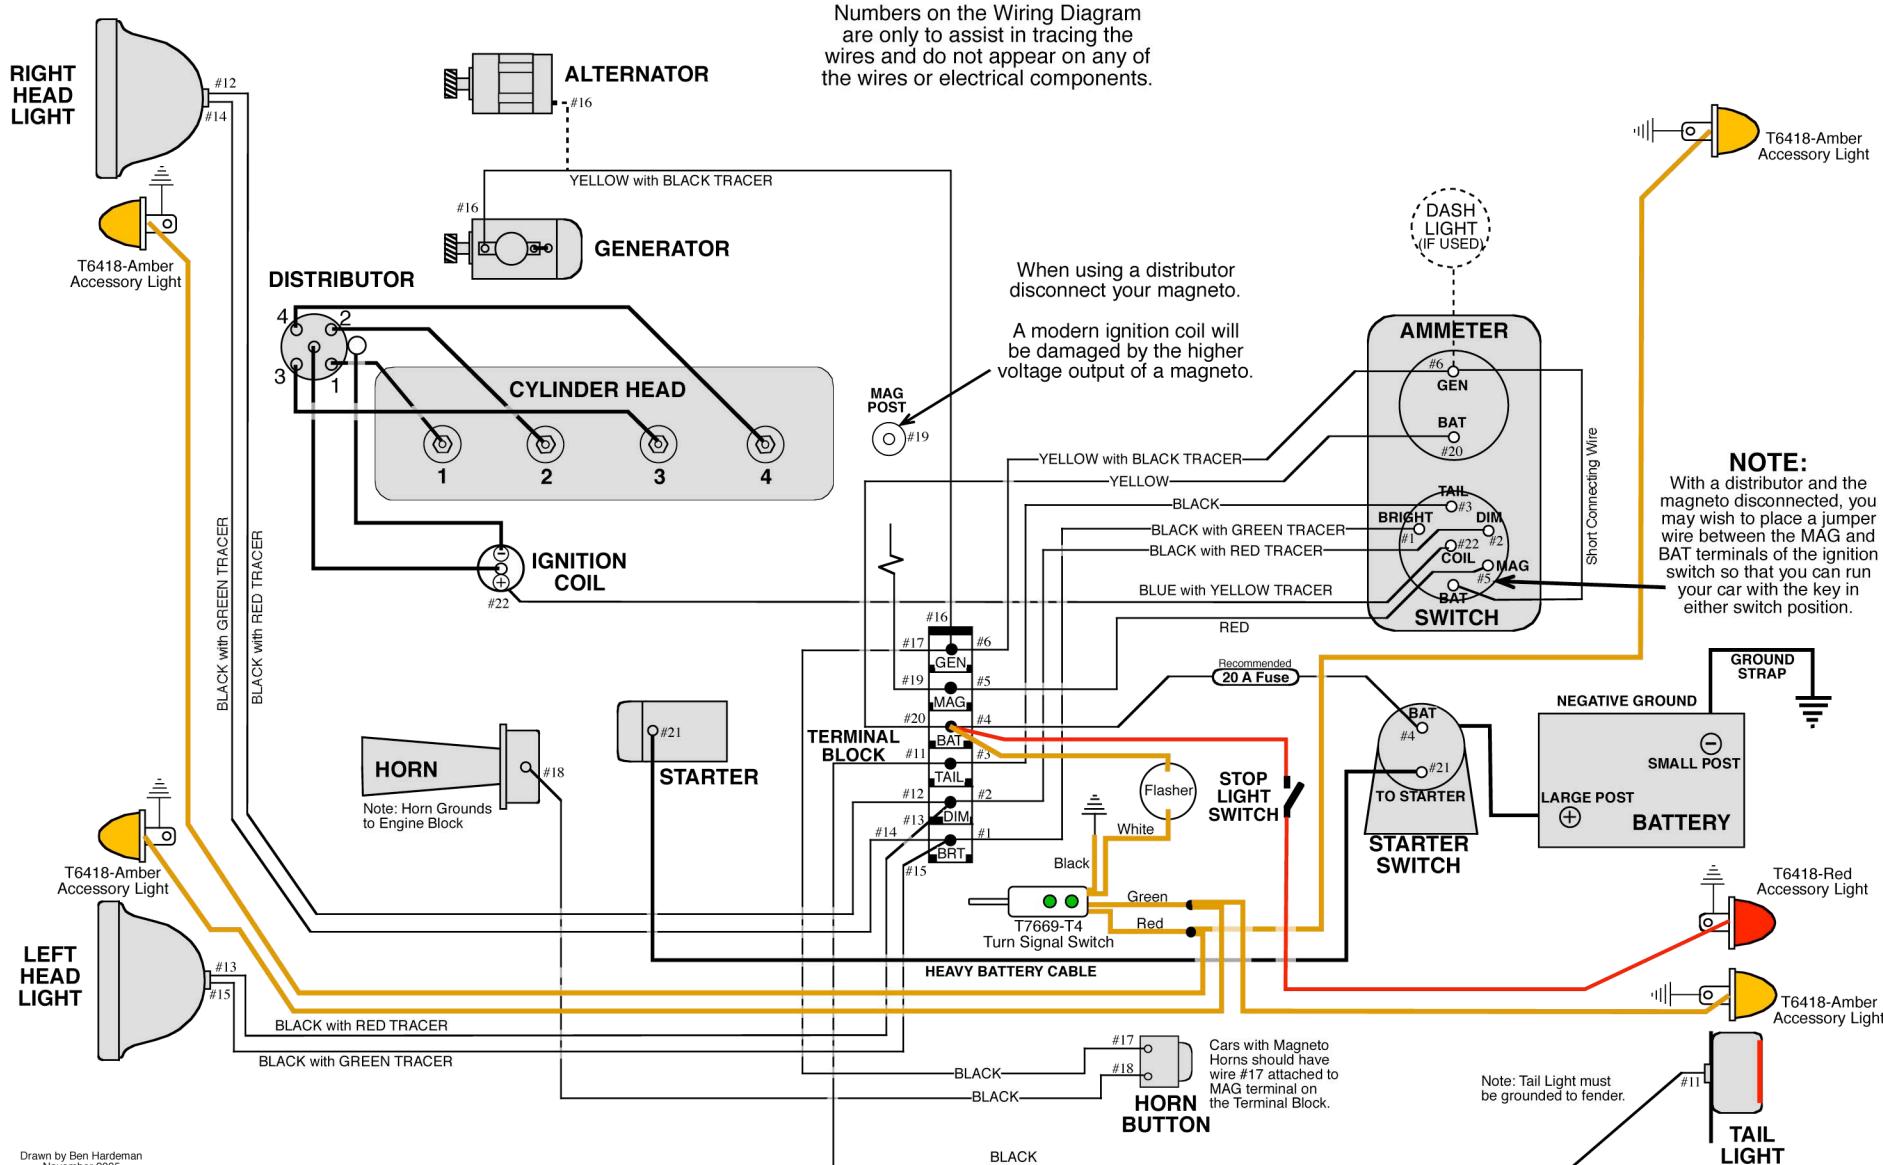 Numbers on the Wiring Diagram
are only to assist in tracing the
wires and do not appear on any of
the wires or electrical components.
RIGHT
HEAD
LIGHT
#12
#14
ALTERNATOR
#16
YELLOW with BLACK TRACER
#16
GENERATOR
T6418-Amber
Accessory Light
T6418-Amber
Accessory Light
DASH
LIGHT
(IF USED)
DISTRIBUTOR
4
2
3
1
CYLINDER HEAD
1
2
3
4
When using a distributor
disconnect your magneto.
A modern ignition coil will
be damaged by the higher
voltage output of a magneto.
MAG
POST
#19
AMMETER
#6
GEN
BAT
#20
TAIL
#3
BRIGHT
#1
DIM
#2
#22
COIL
MAG
#5
BAT
SWITCH
Short Connecting Wire
NOTE:
With a distributor and the
magneto disconnected, you
may wish to place a jumper
wire between the MAG and
BAT terminals of the ignition
switch so that you can run
your car with the key in
either switch position.
YELLOW with BLACK TRACER
YELLOW
BLACK
BLACK with GREEN TRACER
BLACK with RED TRACER
BLUE with YELLOW TRACER
RED
IGNITION
COIL
#22
BLACK with GREEN TRACER
BLACK with RED TRACER
#16
#17
#6
GEN
#19
#5
MAG
#20
#4
BAT
#11
#3
TAIL
#12
#2
#13
DIM
#14
#1
BRT
#15
TERMINAL
BLOCK
Recommended
20 A Fuse
GROUND
STRAP
NEGATIVE GROUND
SMALL POST
LARGE POST
BATTERY
BAT
#4
#21
TO STARTER
STARTER
SWITCH
#21
STARTER
HORN
#18
Note: Horn Grounds
to Engine Block
Flasher
STOP
LIGHT
SWITCH
White
Black
Green
Red
T7669-T4
Turn Signal Switch
HEAVY BATTERY CABLE
T6418-Amber
Accessory Light
T6418-Red
Accessory Light
T6418-Amber
Accessory Light
LEFT
HEAD
LIGHT
#13
#15
BLACK with RED TRACER
BLACK with GREEN TRACER
#17
#18
BLACK
BLACK
HORN
BUTTON
Cars with Magneto
Horns should have
wire #17 attached to
MAG terminal on
the Terminal Block.
Note: Tail Light must
be grounded to fender.
#11
TAIL
LIGHT
BLACK
Drawn by Ben Hardeman